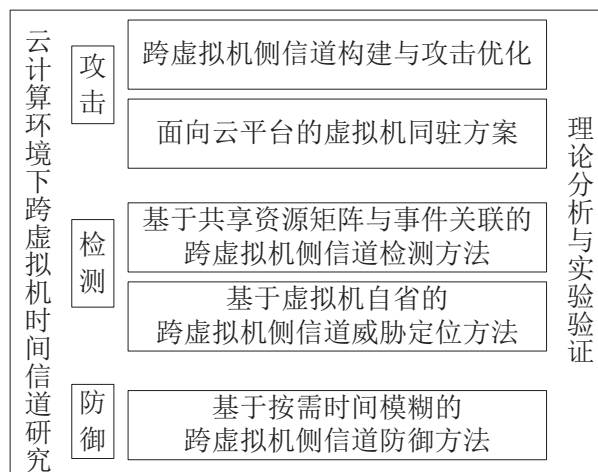 云计算环境下跨虚拟机时间信道研究
攻击
跨虚拟机侧信道构建与攻击优化
面向云平台的虚拟机同驻方案
检测
基于共享资源矩阵与事件关联的
跨虚拟机侧信道检测方法
基于虚拟机自省的
跨虚拟机侧信道威胁定位方法
防御
基于按需时间模糊的
跨虚拟机侧信道防御方法
理论分析与实验验证